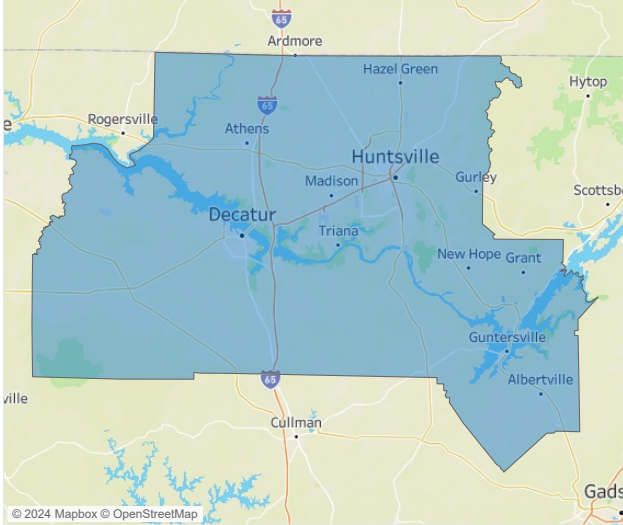 65
Ardmore
Hazel Green
Hytop
65
Rogersville
e
Athens
Huntsville
Madison
Gurley
Scottsb
Decatur
Triana
New Hope
Grant
Guntersville
65
Albertville
ville
Cullman
Gads
© 2024 Mapbox © OpenStreetMap